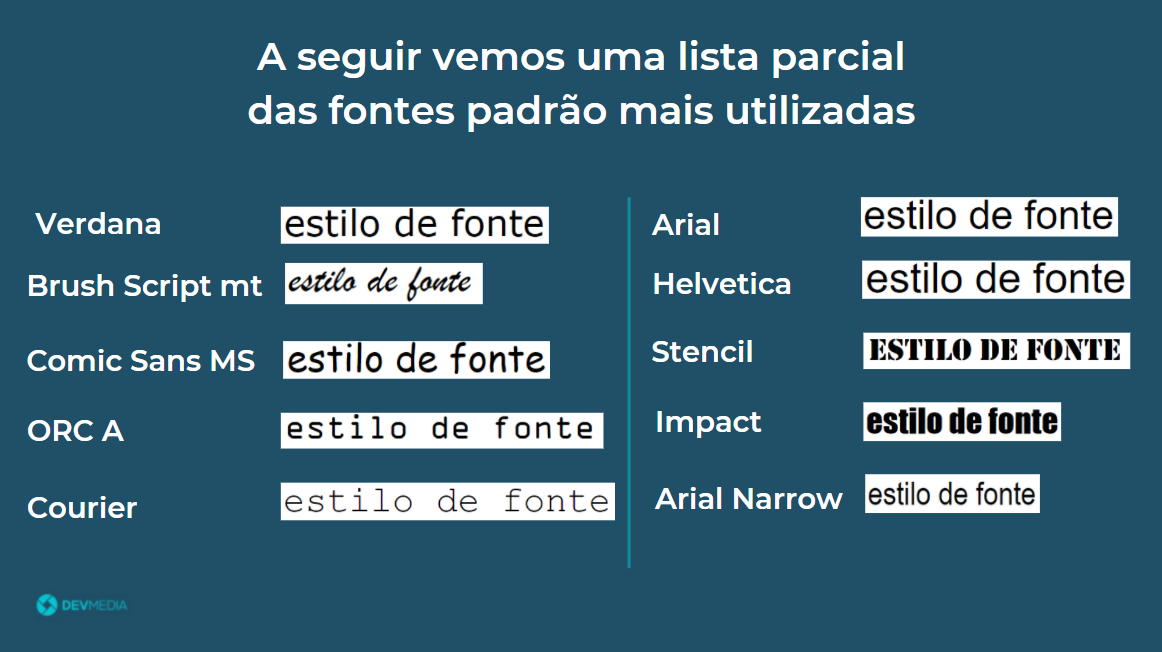 A seguir vemos uma lista parcial
das fontes padrão mais utilizadas
Verdana estilo de fonte
Brush Script mt estilo de fonte
Comic Sans MS estilo de fonte
ORC A estilo de fonte
Courier estilo de fonte
Arial estilo de fonte
Helvetica estilo de fonte
Stencil ESTILO DE FONTE
Impact estilo de fonte
Arial Narrow estilo de fonte
DEVMEDIA